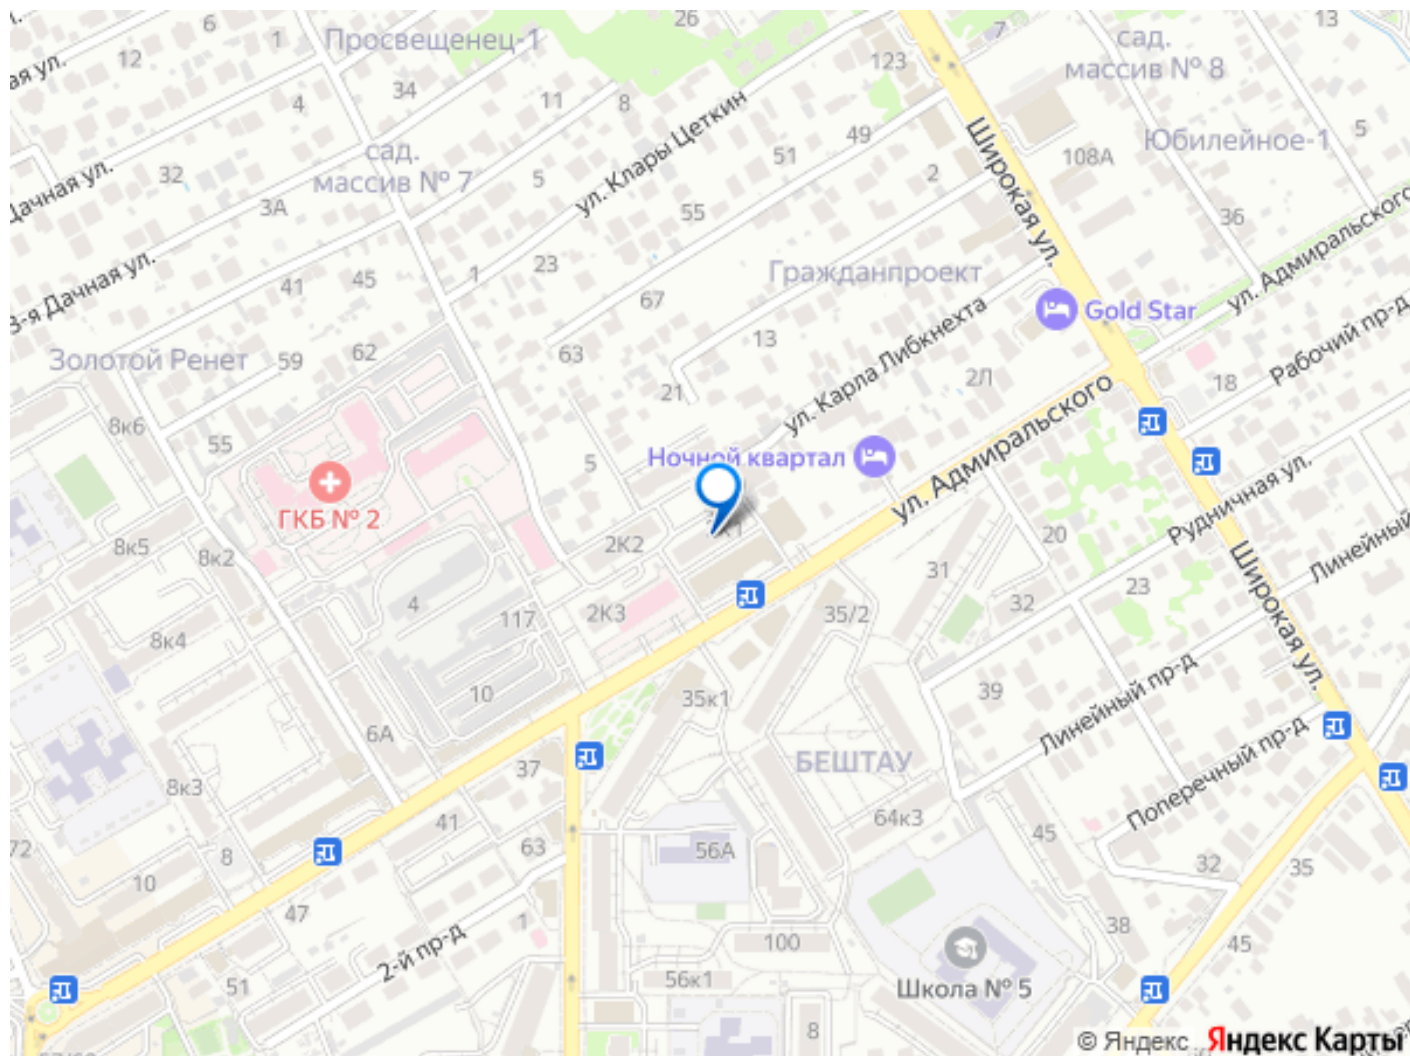 26
13
7
6
1
12
Просвещенец-1
сад.
массив № 8
123
ая ул.
34
4
11
8
49
5
ул. Клары Цеткин
51
108А
Юбилейное-1
сад.
массив № 7
32
5
2
Дачная ул.
3А
55
Широкая ул.
36
ул. Адмиральского
3-я Дачная ул.
41
45
1
23
67
Гражданпроект
Gold Star
Рабочий пр-д
Золотой Ренет
59
62
63
13
ул. Карла Либкнехта
2Л
18
21
8к6
55
5
Ночной квартал
ул. Адмиральского
ГКБ № 2
8к5
8к2
2К2
20
Рудничная ул.
Линейный
31
23
32
Широкая ул.
4
117
2К3
35/2
8к4
10
35к1
39
Линейный пр-д
6А
БЕШТАУ
Поперечный пр-д
8к3
37
41
64к3
45
72
8
63
56А
32
35
10
47
1
100
38
45
2-й пр-д
51
56к1
Школа № 5
8
© Яндекс Яндекс Карты